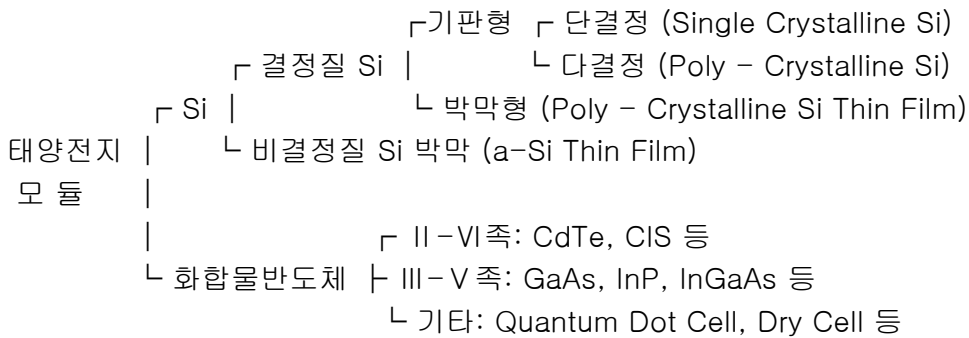 ┌기판형 ┌ 단결정 (Single Crystalline Si)
┌ 결정질 Si | └ 다결정 (Poly - Crystalline Si)
┌ Si | └ 박막형 (Poly - Crystalline Si Thin Film)
태양전지 | └ 비결정질 Si 박막 (a-Si Thin Film)
모 듈 |
| ┌ Ⅱ-Ⅵ족: CdTe, CIS 등
└ 화합물반도체 ├ Ⅲ-Ⅴ족: GaAs, InP, InGaAs 등
└ 기타: Quantum Dot Cell, Dry Cell 등